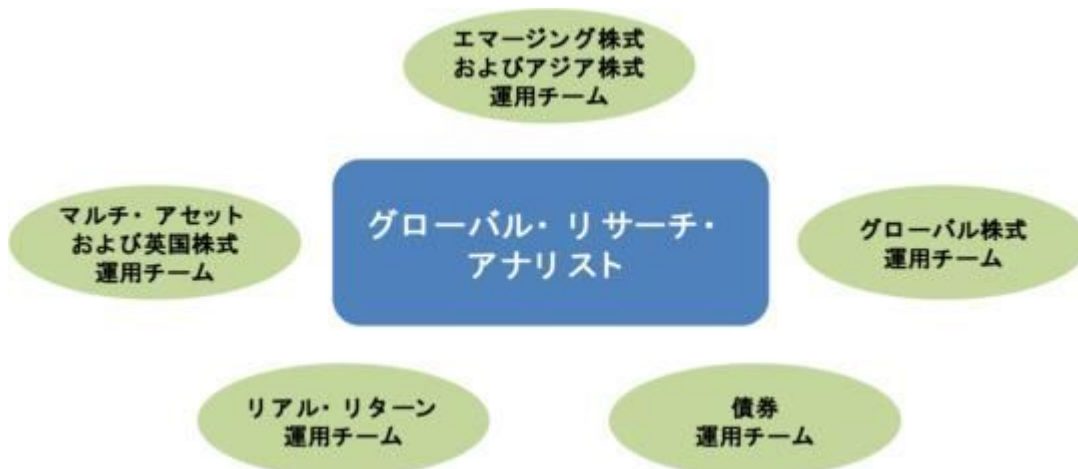 エマージング株式
およびアジア株式
運用チーム
マルチ・アセット
および英国株式
運用チーム
グローバル・リサーチ・
アナリスト
グローバル株式
運用チーム
リアル・リターン
運用チーム
債券
運用チーム